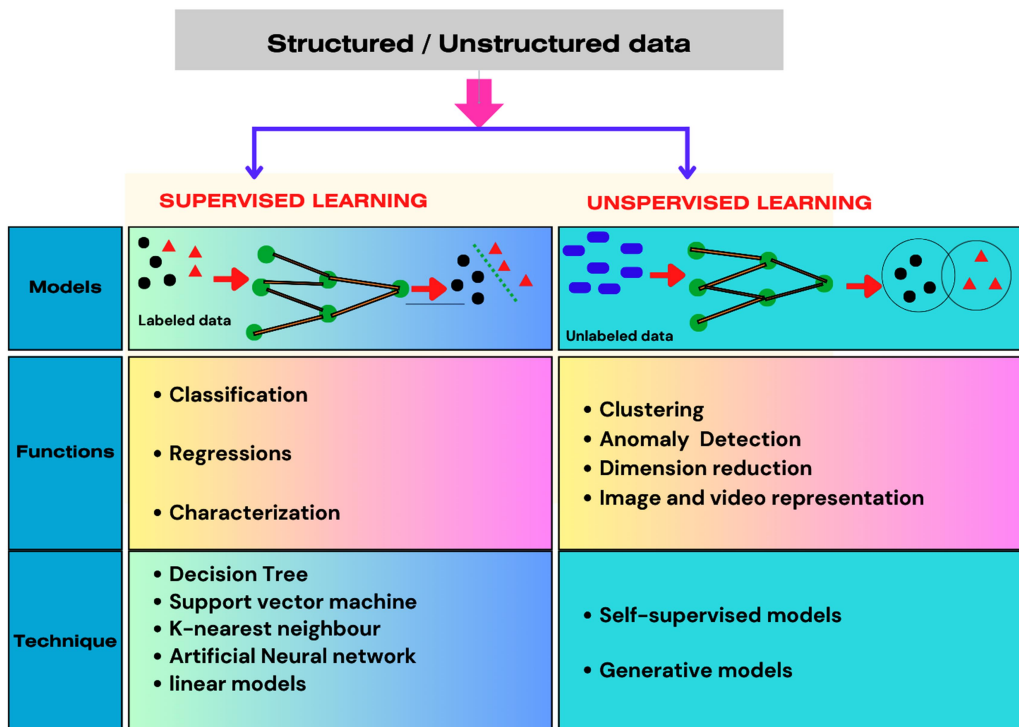 Structured / Unstructured data
SUPERVISED LEARNING
UNSPERVISED LEARNING
Models
Labeled data
Unlabeled data
Functions
• Classification
• Regressions
• Characterization
• Clustering
• Anomaly Detection
• Dimension reduction
• Image and video representation
Technique
• Decision Tree
• Support vector machine
• K-nearest neighbour
• Artificial Neural network
• linear models
• Self-supervised models
• Generative models